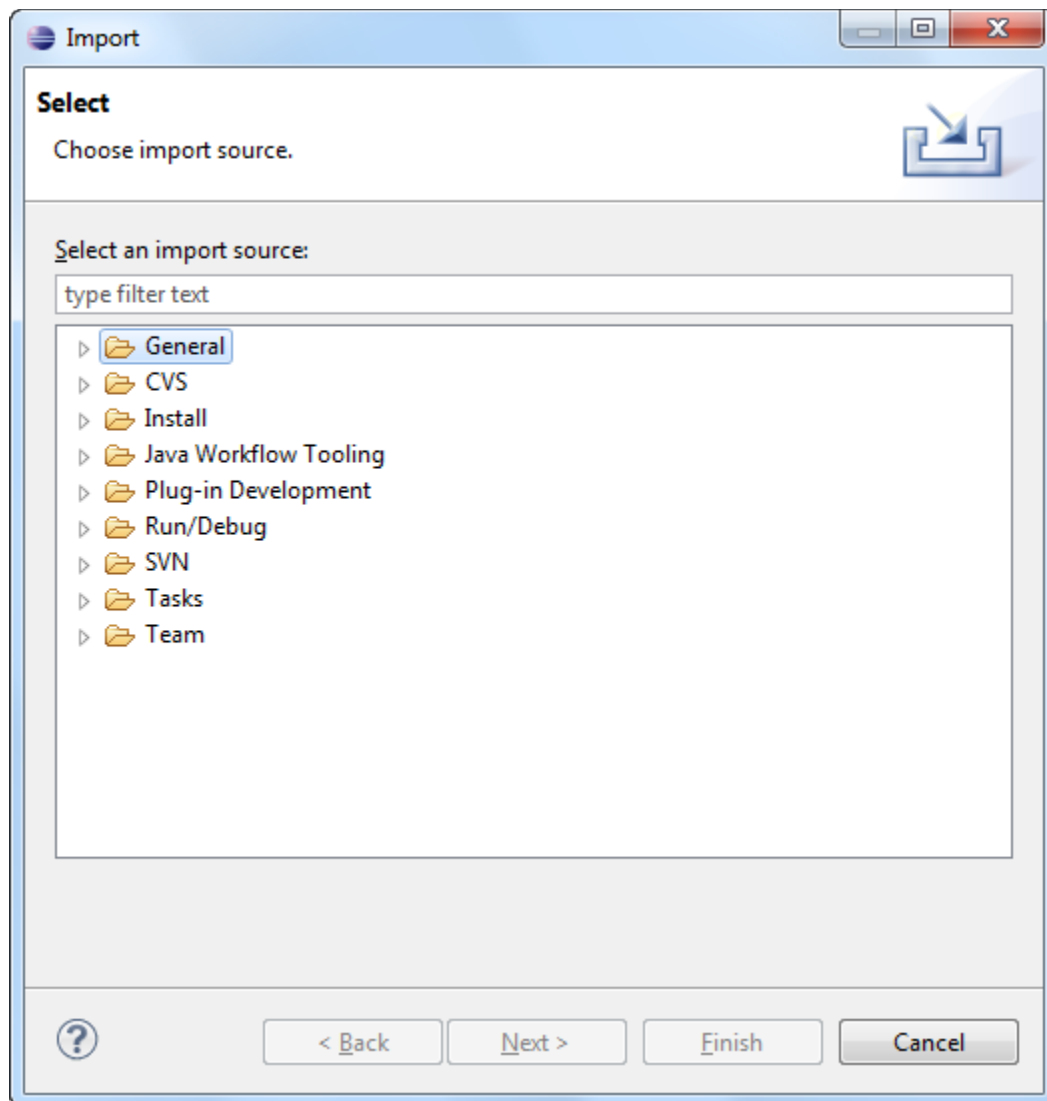 Import
Select
Choose import source.
Select an import source:
type filter text
General
CVS
Install
Java Workflow Tooling
Plug-in Development
Run/Debug
SVN
Tasks
Team
< Back Next > Finish Cancel